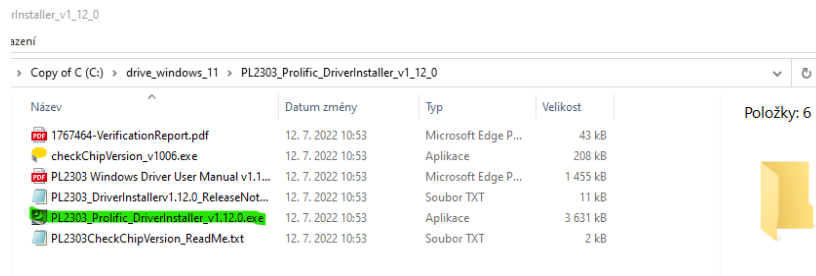 rInstaller_v1_12_0
azení
Copy of C (C:) > drive_windows_11 > PL2303_Prolific_DriverInstaller_v1_12_0
Název Datum změny Typ Velikost
1767464-VerificationReport.pdf 12. 7. 2022 10:53 Microsoft Edge P... 43 kB
checkChipVersion_v1006.exe 12. 7. 2022 10:53 Aplikace 208 kB
PL2303 Windows Driver User Manual v1.1... 12. 7. 2022 10:53 Microsoft Edge P... 1 455 kB
PL2303_DriverInstallerv1.12.0_ReleaseNot... 12. 7. 2022 10:53 Soubor TXT 11 kB
PL2303_Prolific_DriverInstaller_v1.12.0.exe 12. 7. 2022 10:53 Aplikace 3 631 kB
PL2303CheckChipVersion_ReadMe.txt 12. 7. 2022 10:53 Soubor TXT 2 kB
Položky: 6